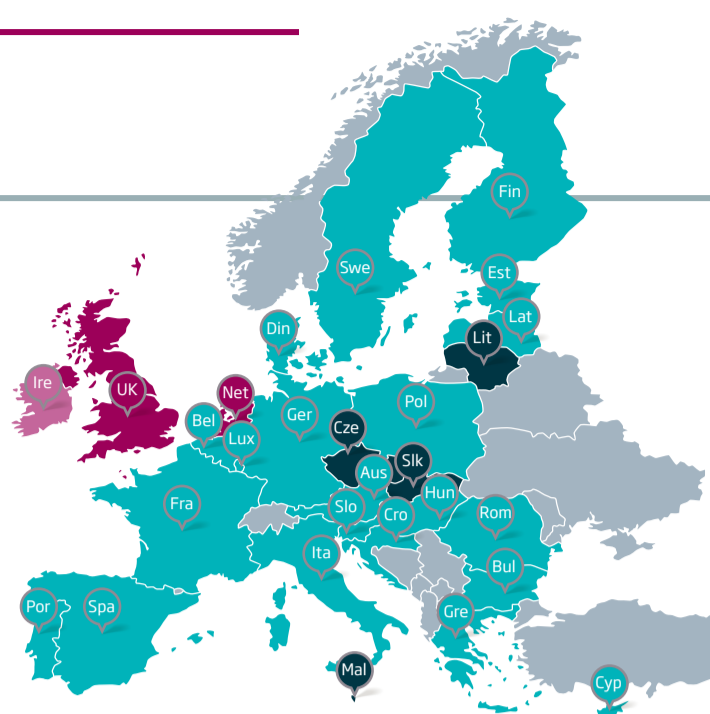 Fin
Swe
Est
Lat
Din
Lit
Ire
UK
Net
Bel
Lux
Ger
Pol
Cze
Aus
Slk
Hun
Fra
Slo
Cro
Rom
Ita
Bul
Por
Spa
Gre
Mal
Cyp